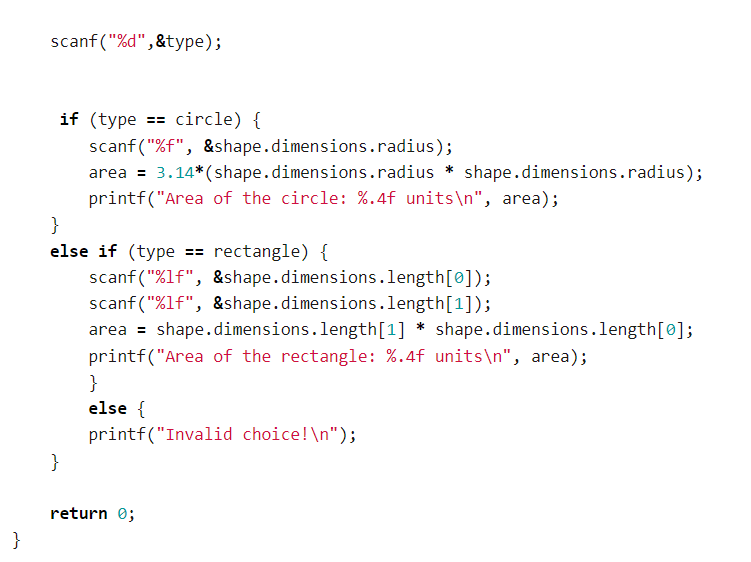 scanf("%d",&type);
if (type == circle) {
scanf("%f", &shape.dimensions.radius);
area = 3.14*(shape.dimensions.radius * shape.dimensions.radius);
printf("Area of the circle: %.4f units\n", area);
}
else if (type == rectangle) {
scanf("%lf", &shape.dimensions.length[0]);
scanf("%lf", &shape.dimensions.length[1]);
area = shape.dimensions.length[1] * shape.dimensions.length[0];
printf("Area of the rectangle: %.4f units\n", area);
}
else {
printf("Invalid choice!\n");
}
return 0;
}